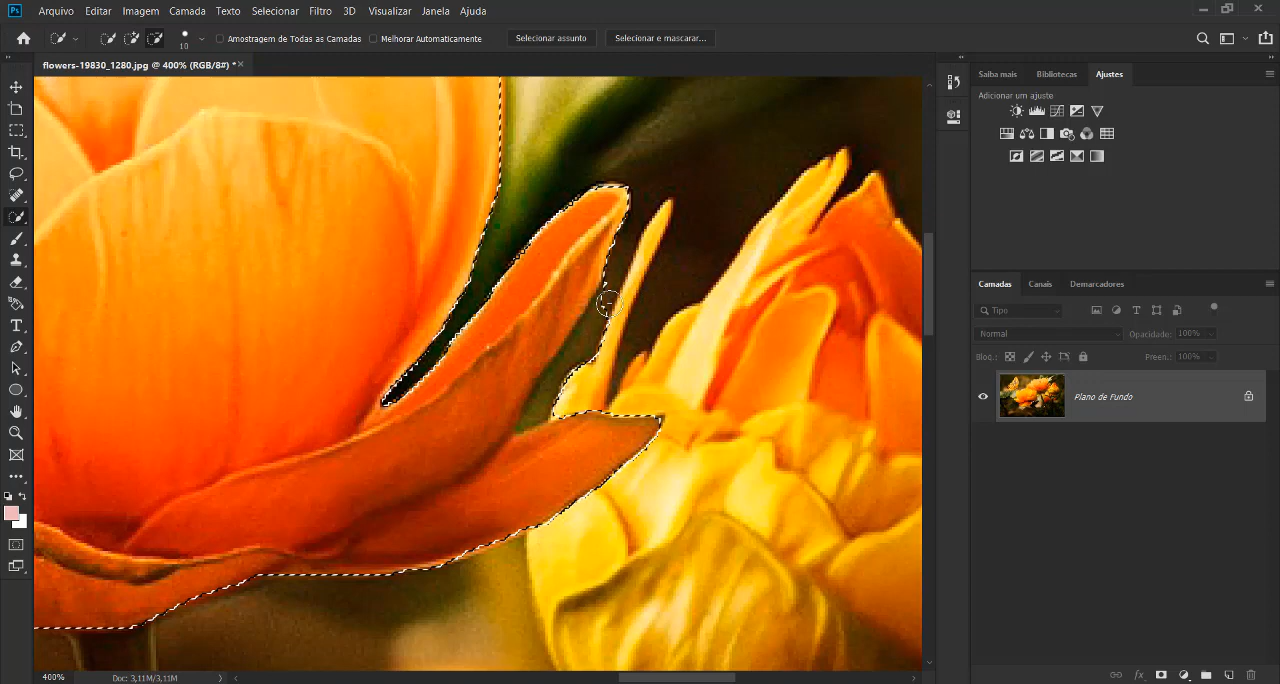 Ps Arquivo Editar Imagem Camada Texto Selecionar Filtro 3D Visualizar Janela Ajuda
10 Amostragem de Todas as Camadas Melhorar Automaticamente Selecionar assunto Selecionar e mascarar...
flowers-19830_1280.jpg @ 400% (RGB/8#) *
Saiba mais Bibliotecas Ajustes
Adicionar um ajuste
Camadas Canais Demarcadores
Tipo
Normal Opacidade: 100%
Bloq.: Preen.: 100%
Plano de Fundo
400% Doc: 3,11M/3,11M